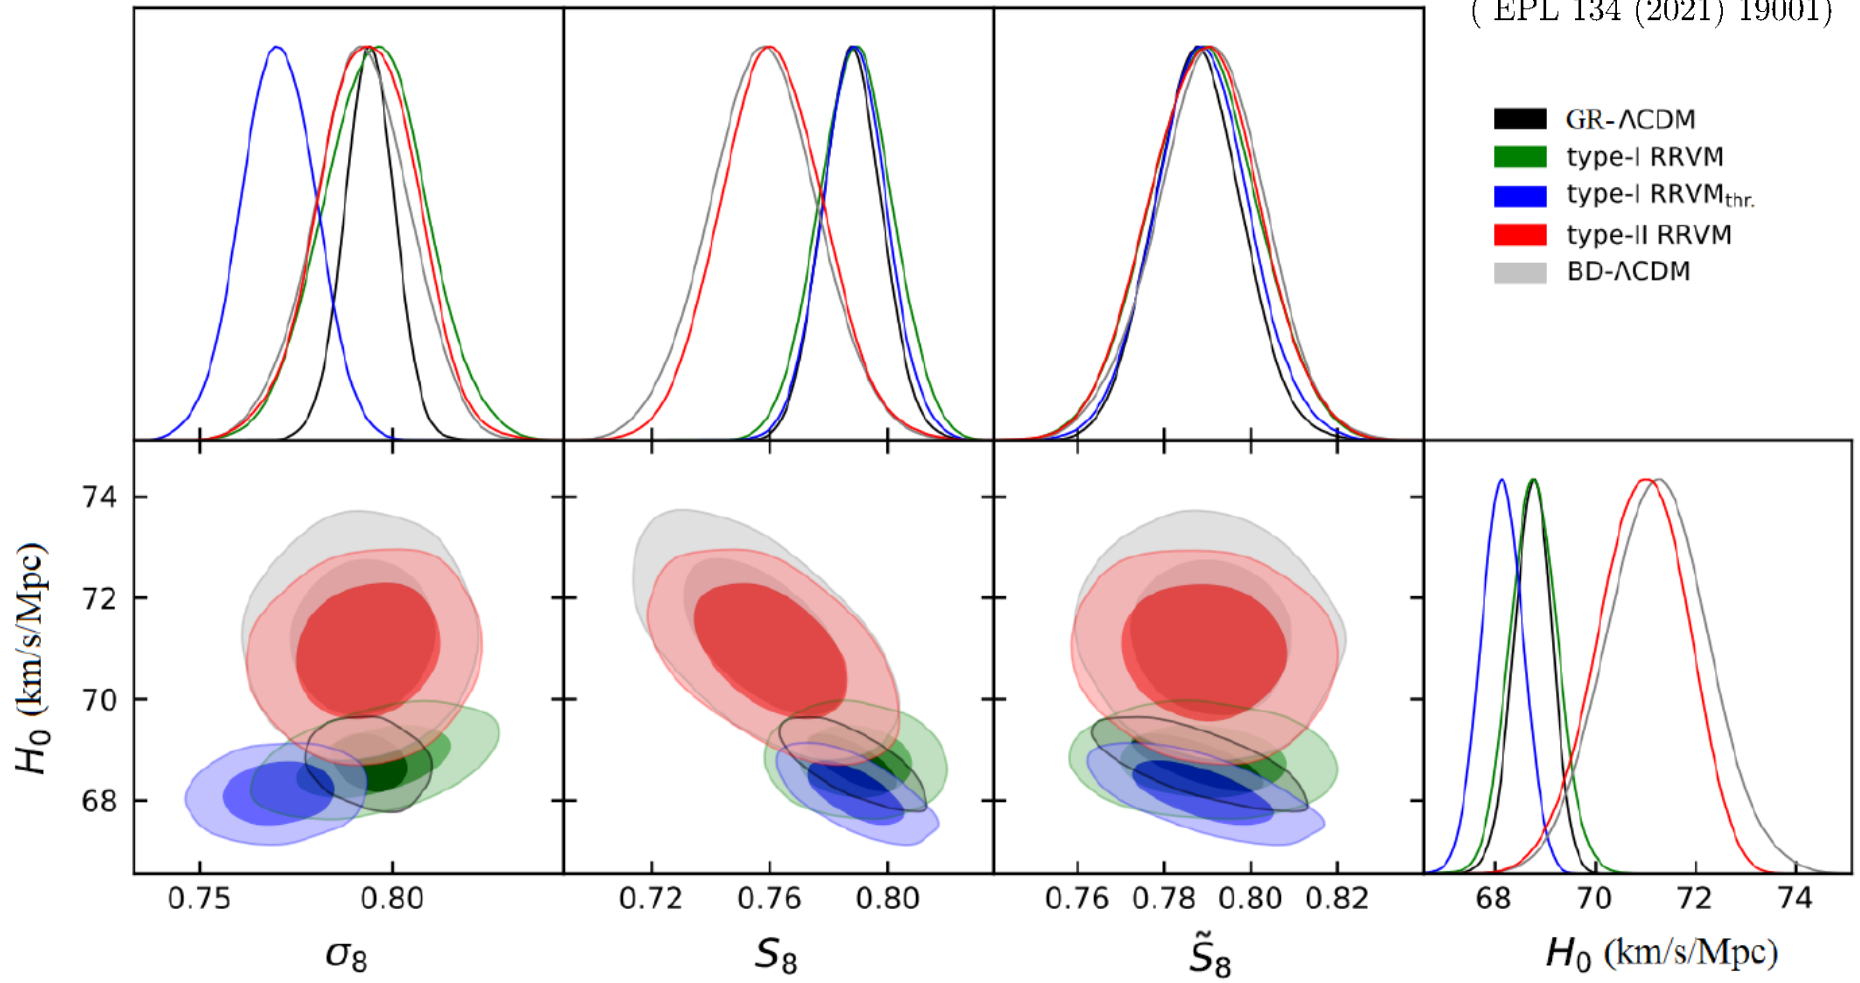 ( EPL 134 (2021) 19001)
GR-ΛCDM
type-I RRVM
type-I RRVMthr.
type-II RRVM
BD-ΛCDM
74
72
70
68
H0 (km/s/Mpc)
0.75 0.80
0.72 0.76 0.80
0.76 0.78 0.80 0.82
68 70 72 74
σ8
S8
S̃8
H0 (km/s/Mpc)